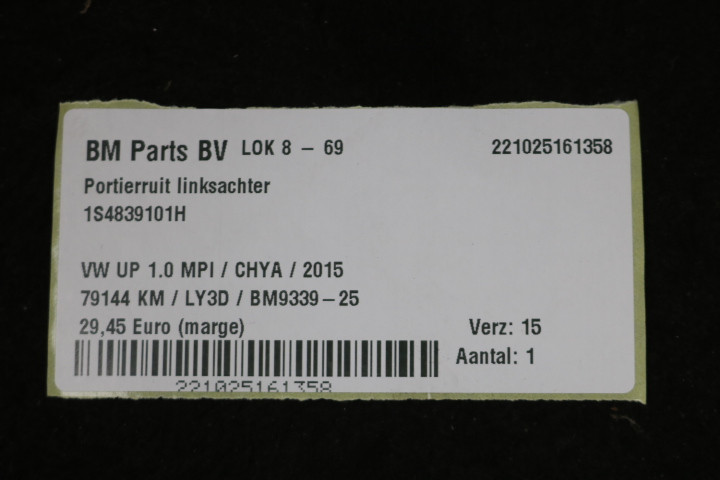 BM Parts BV LOK 8 - 69 221025161358
Portierruit linksachter
1S4839101H
VW UP 1.0 MPI / CHYA / 2015
79144 KM / LY3D / BM9339-25
29,45 Euro (marge) Verz: 15
Aantal: 1
221025161358